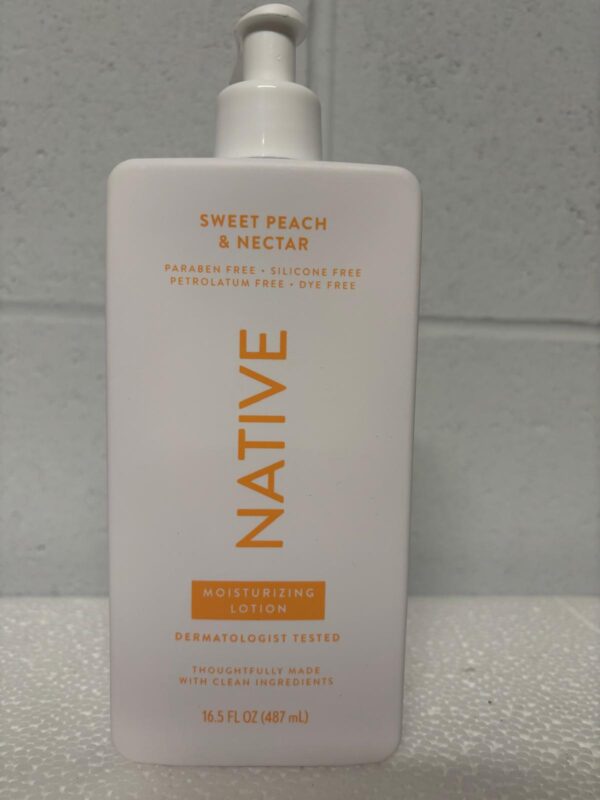 SWEET PEACH
& NECTAR
PARABEN FREE • SILICONE FREE
PETROLATUM FREE • DYE FREE
NATIVE
MOISTURIZING
LOTION
DERMATOLOGIST TESTED
THOUGHTFULLY MADE
WITH CLEAN INGREDIENTS
16.5 FL OZ (487 mL)